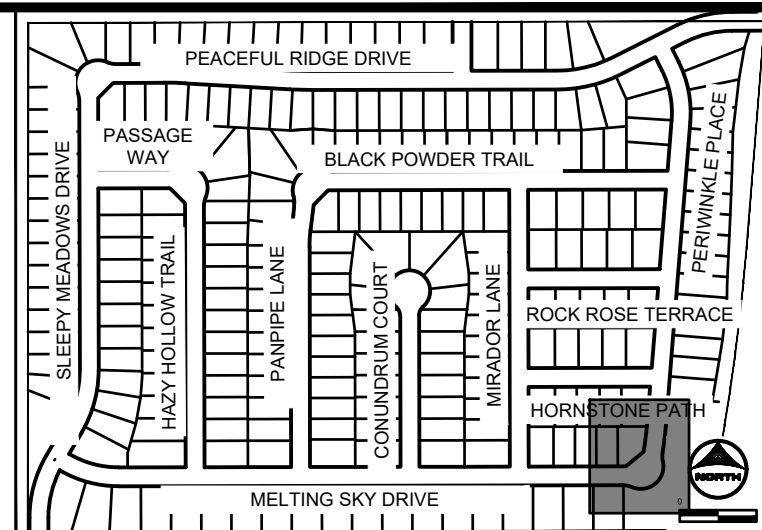 PEACEFUL RIDGE DRIVE
PASSAGE
WAY
BLACK POWDER TRAIL
SLEEPY MEADOWS DRIVE
HAZY HOLLOW TRAIL
PANPIPE LANE
CONUNDRUM COURT
MIRADOR LANE
PERIWINKLE PLACE
ROCK ROSE TERRACE
HORNSTONE PATH
MELTING SKY DRIVE
NORTH
0